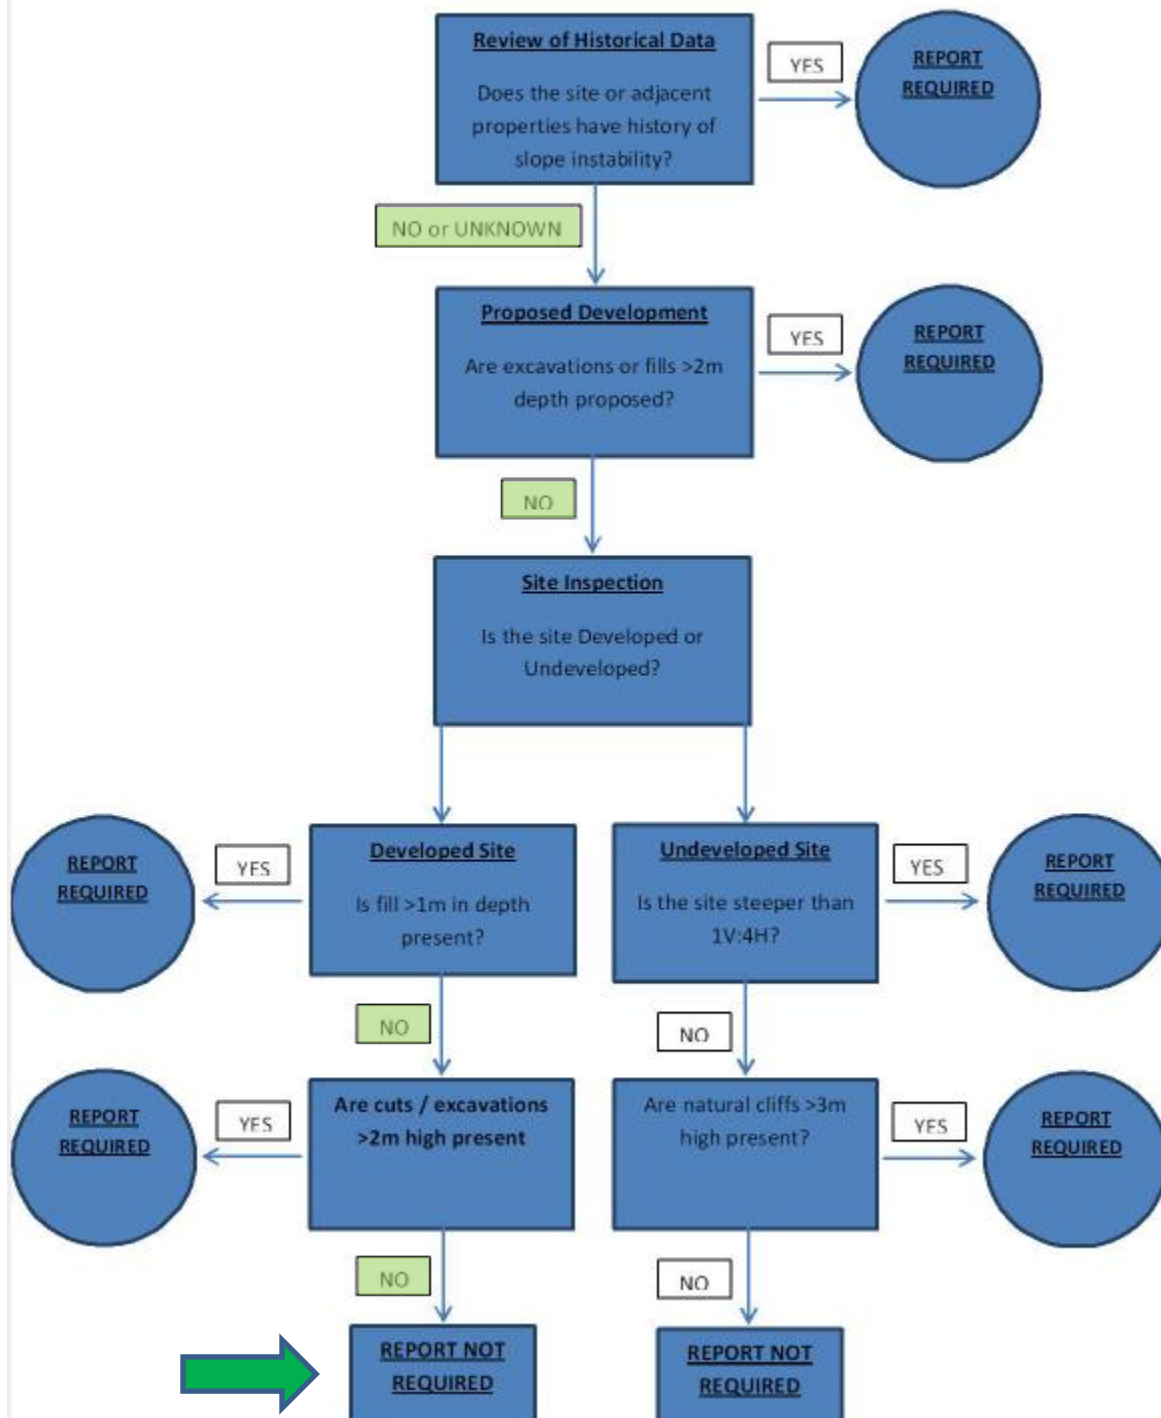 Review of Historical Data
Does the site or adjacent
properties have history of
slope instability?
YES
REPORT
REQUIRED
NO or UNKNOWN
Proposed Development
Are excavations or fills >2m
depth proposed?
YES
REPORT
REQUIRED
NO
Site Inspection
Is the site Developed or
Undeveloped?
REPORT
REQUIRED
YES
Developed Site
Is fill >1m in depth
present?
Undeveloped Site
Is the site steeper than
1V:4H?
YES
REPORT
REQUIRED
NO
NO
REPORT
REQUIRED
YES
Are cuts / excavations
>2m high present
Are natural cliffs >3m
high present?
YES
REPORT
REQUIRED
NO
NO
REPORT NOT
REQUIRED
REPORT NOT
REQUIRED